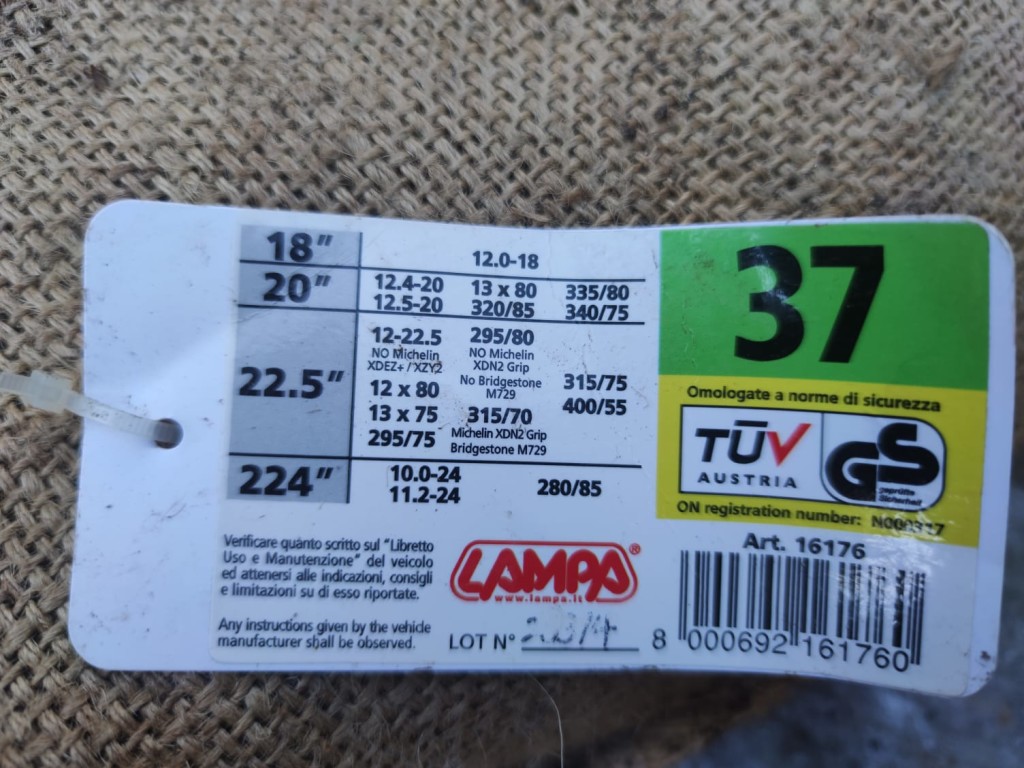 18"
12.0-18
20"
12.4-20 13 x 80 335/80
12.5-20 320/85 340/75
22.5"
12-22.5 295/80
NO Michelin NO Michelin
XDEZ+ / XZY2 XDN2 Grip
No Bridgestone 315/75
12 x 80 M729
400/55
13 x 75 315/70
295/75 Michelin XDN2 Grip
Bridgestone M729
224"
10.0-24
11.2-24 280/85
37
Omologate a norme di sicurezza
TÜV
AUSTRIA
GS
geprüfte
Sicherheit
ON registration number: N000317
Verificare quanto scritto sul "Libretto
Uso e Manutenzione" del veicolo
ed attenersi alle indicazioni, consigli
e limitazioni su di esso riportate.
Any instructions given by the vehicle
manufacturer shall be observed.
LAMPA®
www.lampa.it
LOT N°
Art. 16176
8 000692 161760